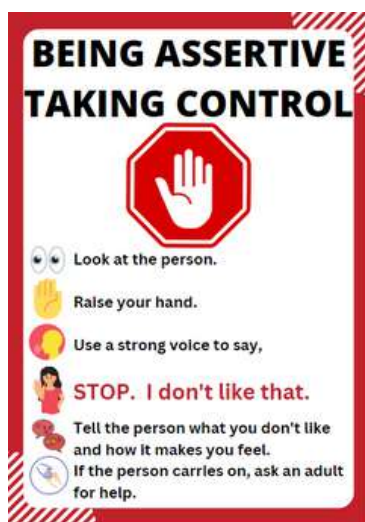 BEING ASSERTIVE
TAKING CONTROL
Look at the person.
Raise your hand.
Use a strong voice to say,
STOP. I don't like that.
Tell the person what you don't like
and how it makes you feel.
If the person carries on, ask an adult
for help.